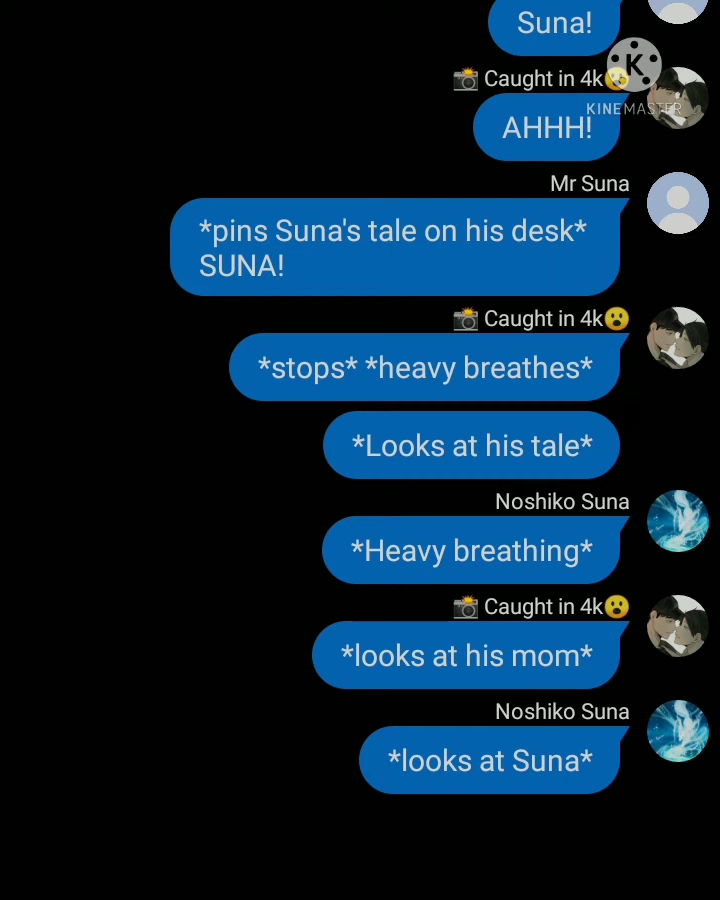 Suna!
📸 Caught in 4k😮
K
KINEMASTER
AHHH!
Mr Suna
*pins Suna's tale on his desk*
SUNA!
📸 Caught in 4k😮
*stops* *heavy breathes*
*Looks at his tale*
Noshiko Suna
*Heavy breathing*
📸 Caught in 4k😮
*looks at his mom*
Noshiko Suna
*looks at Suna*